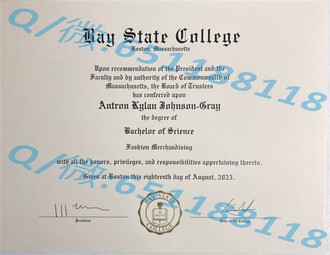 Bay State College
Boston, Massachusetts
Upon recommendation of the President and the
Faculty and by authority of the Commonwealth of
Massachusetts, the Board of Trustees
has conferred upon
Antron Kylan Johnson-Gray
the degree of
Bachelor of Science
Fashion Merchandising
with all the honors, privileges, and responsibilities appertaining thereto.
Given at Boston this eighteenth day of August, 2023.
President
BAY STATE
COLLEGE
Q/微:651188118
Q/微:651188118